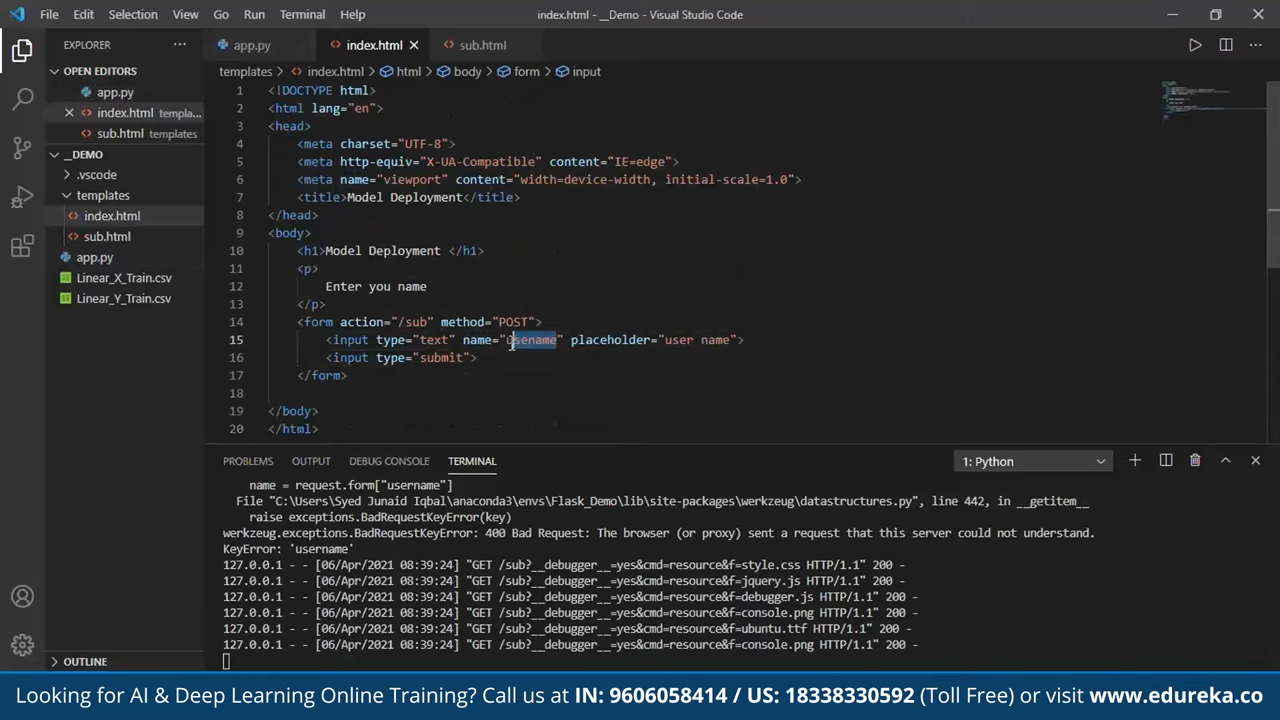 File Edit Selection View Go Run Terminal Help
index.html - __Demo - Visual Studio Code
EXPLORER
app.py
index.html
sub.html
OPEN EDITORS
app.py
index.html templa...
sub.html templates
__DEMO
.vscode
templates
index.html
sub.html
app.py
Linear_X_Train.csv
Linear_Y_Train.csv
OUTLINE
templates > index.html > html > body > form > input
1 <!DOCTYPE html>
2 <html lang="en">
3 <head>
4 <meta charset="UTF-8">
5 <meta http-equiv="X-UA-Compatible" content="IE=edge">
6 <meta name="viewport" content="width=device-width, initial-scale=1.0">
7 <title>Model Deployment</title>
8 </head>
9 <body>
10 <h1>Model Deployment </h1>
11 <p>
12 Enter you name
13 </p>
14 <form action="/sub" method="POST">
15 <input type="text" name="usename" placeholder="user name">
16 <input type="submit">
17 </form>
18
19 </body>
20 </html>
PROBLEMS OUTPUT DEBUG CONSOLE TERMINAL
1: Python
name = request.form["username"]
File "C:\Users\Syed Junaid Iqbal\anaconda3\envs\Flask_Demo\lib\site-packages\werkzeug\datastructures.py", line 442, in __getitem__
raise exceptions.BadRequestKeyError(key)
werkzeug.exceptions.BadRequestKeyError: 400 Bad Request: The browser (or proxy) sent a request that this server could not understand.
KeyError: 'username'
127.0.0.1 - - [06/Apr/2021 08:39:24] "GET /sub?__debugger__=yes&cmd=resource&f=style.css HTTP/1.1" 200 -
127.0.0.1 - - [06/Apr/2021 08:39:24] "GET /sub?__debugger__=yes&cmd=resource&f=jquery.js HTTP/1.1" 200 -
127.0.0.1 - - [06/Apr/2021 08:39:24] "GET /sub?__debugger__=yes&cmd=resource&f=debugger.js HTTP/1.1" 200 -
127.0.0.1 - - [06/Apr/2021 08:39:24] "GET /sub?__debugger__=yes&cmd=resource&f=console.png HTTP/1.1" 200 -
127.0.0.1 - - [06/Apr/2021 08:39:24] "GET /sub?__debugger__=yes&cmd=resource&f=ubuntu.ttf HTTP/1.1" 200 -
127.0.0.1 - - [06/Apr/2021 08:39:24] "GET /sub?__debugger__=yes&cmd=resource&f=console.png HTTP/1.1" 200 -
Looking for AI & Deep Learning Online Training? Call us at IN: 9606058414 / US: 18338330592 (Toll Free) or visit www.edureka.co